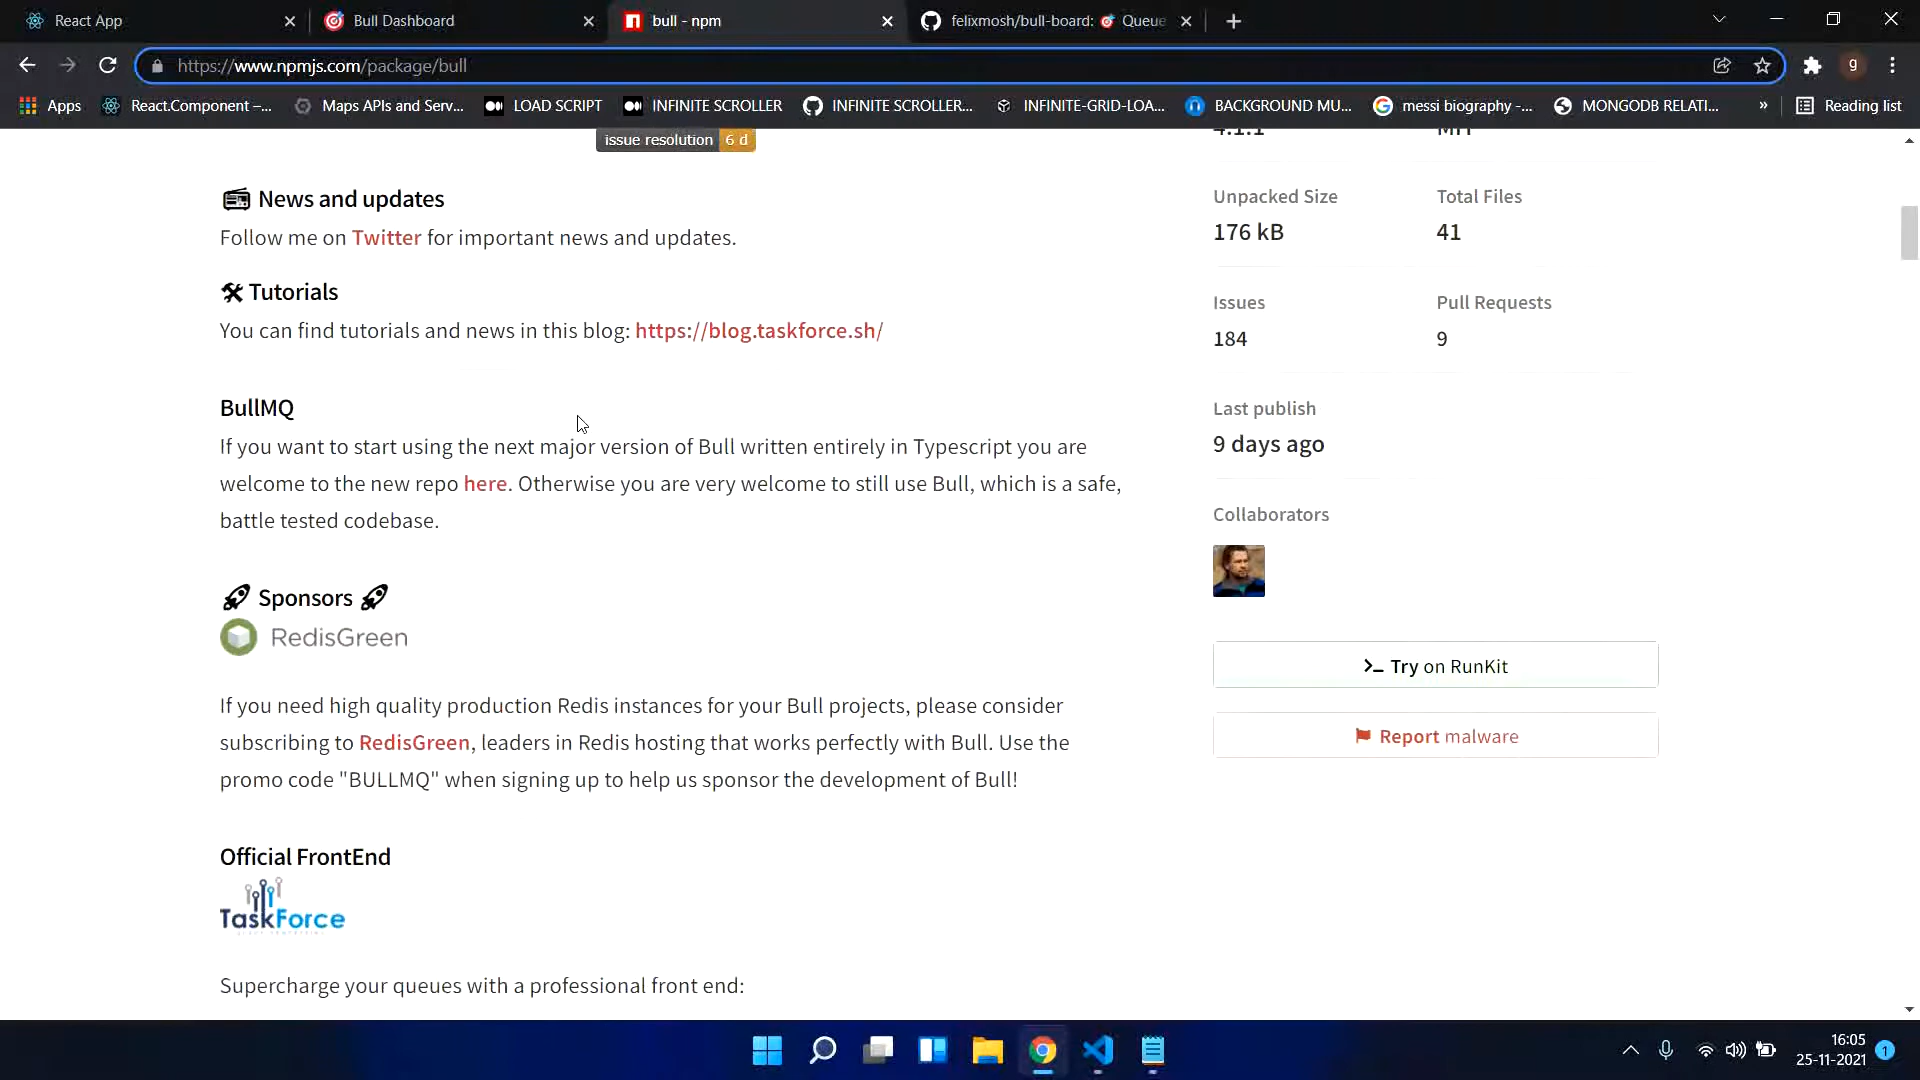 React App
Bull Dashboard
bull - npm
felixmosh/bull-board: 🎯 Queue
https://www.npmjs.com/package/bull
Apps
React.Component –...
Maps APIs and Serv...
LOAD SCRIPT
INFINITE SCROLLER
INFINITE SCROLLER...
INFINITE-GRID-LOA...
BACKGROUND MU...
messi biography -...
MONGODB RELATI...
»
Reading list
issue resolution 6 d
4.1.1
MIT
📻 News and updates
Follow me on Twitter for important news and updates.
🛠 Tutorials
You can find tutorials and news in this blog: https://blog.taskforce.sh/
BullMQ
If you want to start using the next major version of Bull written entirely in Typescript you are
welcome to the new repo here. Otherwise you are very welcome to still use Bull, which is a safe,
battle tested codebase.
🚀 Sponsors 🚀
RedisGreen
If you need high quality production Redis instances for your Bull projects, please consider
subscribing to RedisGreen, leaders in Redis hosting that works perfectly with Bull. Use the
promo code "BULLMQ" when signing up to help us sponsor the development of Bull!
Official FrontEnd
TaskForce
Supercharge your queues with a professional front end:
Unpacked Size
Total Files
176 kB
41
Issues
Pull Requests
184
9
Last publish
9 days ago
Collaborators
Try on RunKit
Report malware
16:05
25-11-2021
1
g